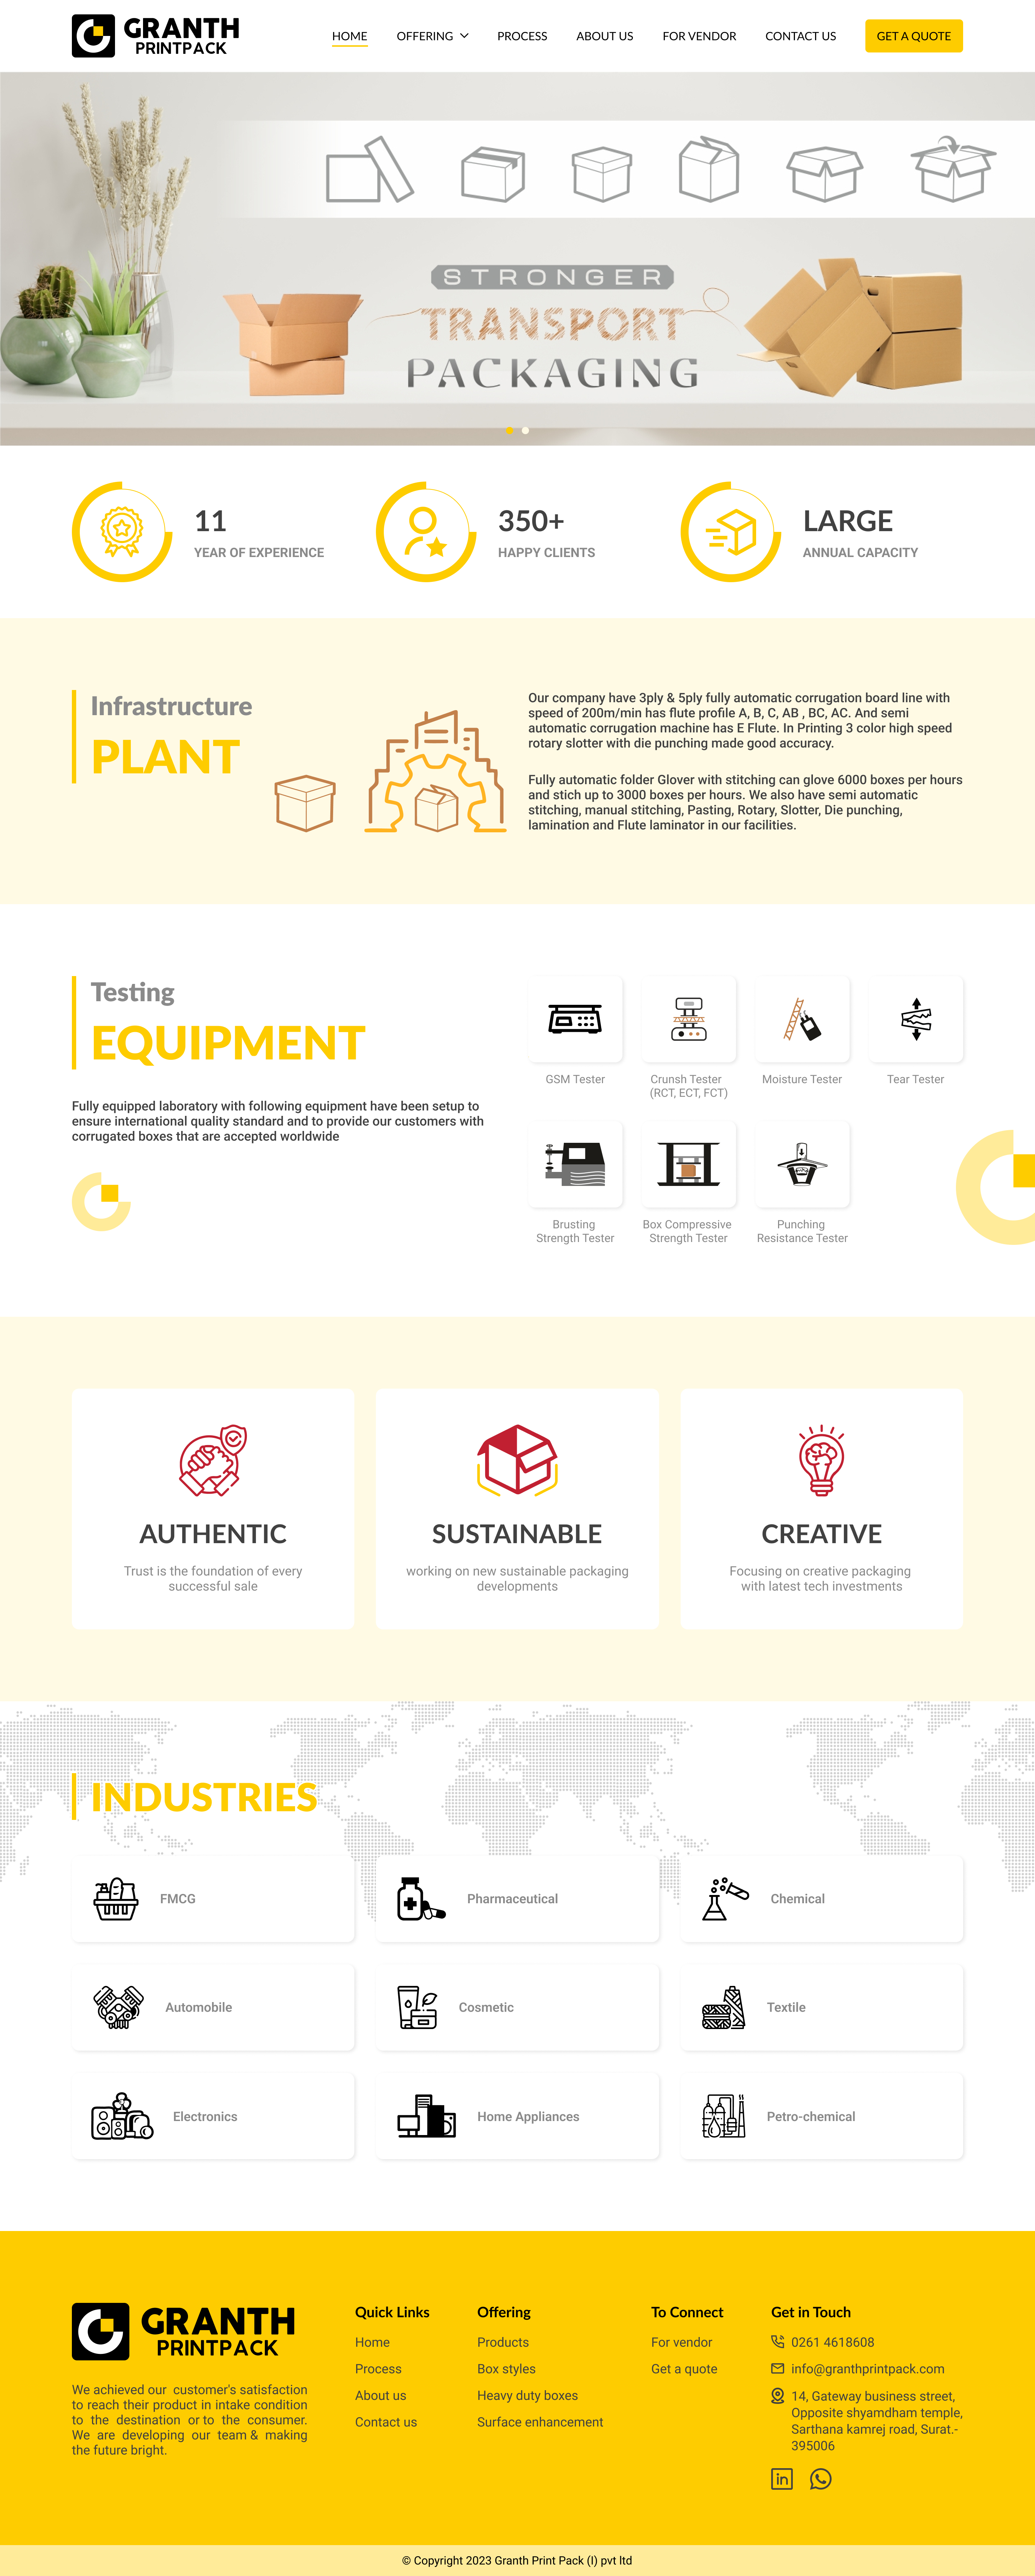 GRANTH
PRINTPACK
HOME
OFFERING
PROCESS
ABOUT US
FOR VENDOR
CONTACT US
GET A QUOTE
STRONGER
TRANSPORT
PACKAGING
11
YEAR OF EXPERIENCE
350+
HAPPY CLIENTS
LARGE
ANNUAL CAPACITY
Infrastructure
PLANT
Our company have 3ply & 5ply fully automatic corrugation board line with
speed of 200m/min has flute profile A, B, C, AB , BC, AC. And semi
automatic corrugation machine has E Flute. In Printing 3 color high speed
rotary slotter with die punching made good accuracy.
Fully automatic folder Glover with stitching can glove 6000 boxes per hours
and stich up to 3000 boxes per hours. We also have semi automatic
stitching, manual stitching, Pasting, Rotary, Slotter, Die punching,
lamination and Flute laminator in our facilities.
Testing
EQUIPMENT
Fully equipped laboratory with following equipment have been setup to
ensure international quality standard and to provide our customers with
corrugated boxes that are accepted worldwide
GSM Tester
Crunsh Tester
(RCT, ECT, FCT)
Moisture Tester
Tear Tester
Brusting
Strength Tester
Box Compressive
Strength Tester
Punching
Resistance Tester
AUTHENTIC
Trust is the foundation of every
successful sale
SUSTAINABLE
working on new sustainable packaging
developments
CREATIVE
Focusing on creative packaging
with latest tech investments
INDUSTRIES
FMCG
Pharmaceutical
Chemical
Automobile
Cosmetic
Textile
Electronics
Home Appliances
Petro-chemical
GRANTH
PRINTPACK
We achieved our customer's satisfaction
to reach their product in intake condition
to the destination or to the consumer.
We are developing our team & making
the future bright.
Quick Links
Home
Process
About us
Contact us
Offering
Products
Box styles
Heavy duty boxes
Surface enhancement
To Connect
For vendor
Get a quote
Get in Touch
0261 4618608
info@granthprintpack.com
14, Gateway business street,
Opposite shyamdham temple,
Sarthana kamrej road, Surat.-
395006
in
© Copyright 2023 Granth Print Pack (I) pvt ltd